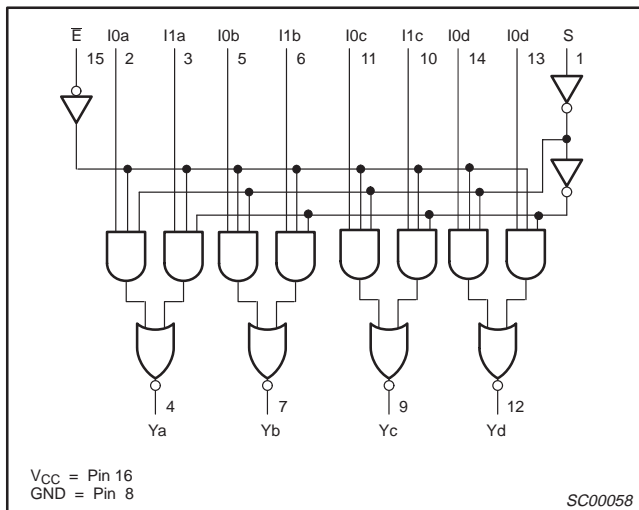 E I0a I1a I0b I1b I0c I1c I0d I0d S
15 2 3 5 6 11 10 14 13 1
4 7 9 12
Ya Yb Yc Yd
VCC = Pin 16
GND = Pin 8
SC00058